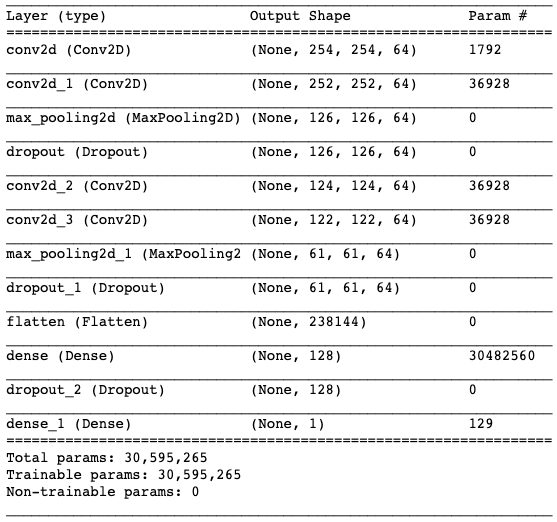 Layer (type) Output Shape Param #
conv2d (Conv2D) (None, 254, 254, 64) 1792
conv2d_1 (Conv2D) (None, 252, 252, 64) 36928
max_pooling2d (MaxPooling2D) (None, 126, 126, 64) 0
dropout (Dropout) (None, 126, 126, 64) 0
conv2d_2 (Conv2D) (None, 124, 124, 64) 36928
conv2d_3 (Conv2D) (None, 122, 122, 64) 36928
max_pooling2d_1 (MaxPooling2 (None, 61, 61, 64) 0
dropout_1 (Dropout) (None, 61, 61, 64) 0
flatten (Flatten) (None, 238144) 0
dense (Dense) (None, 128) 30482560
dropout_2 (Dropout) (None, 128) 0
dense_1 (Dense) (None, 1) 129
Total params: 30,595,265
Trainable params: 30,595,265
Non-trainable params: 0